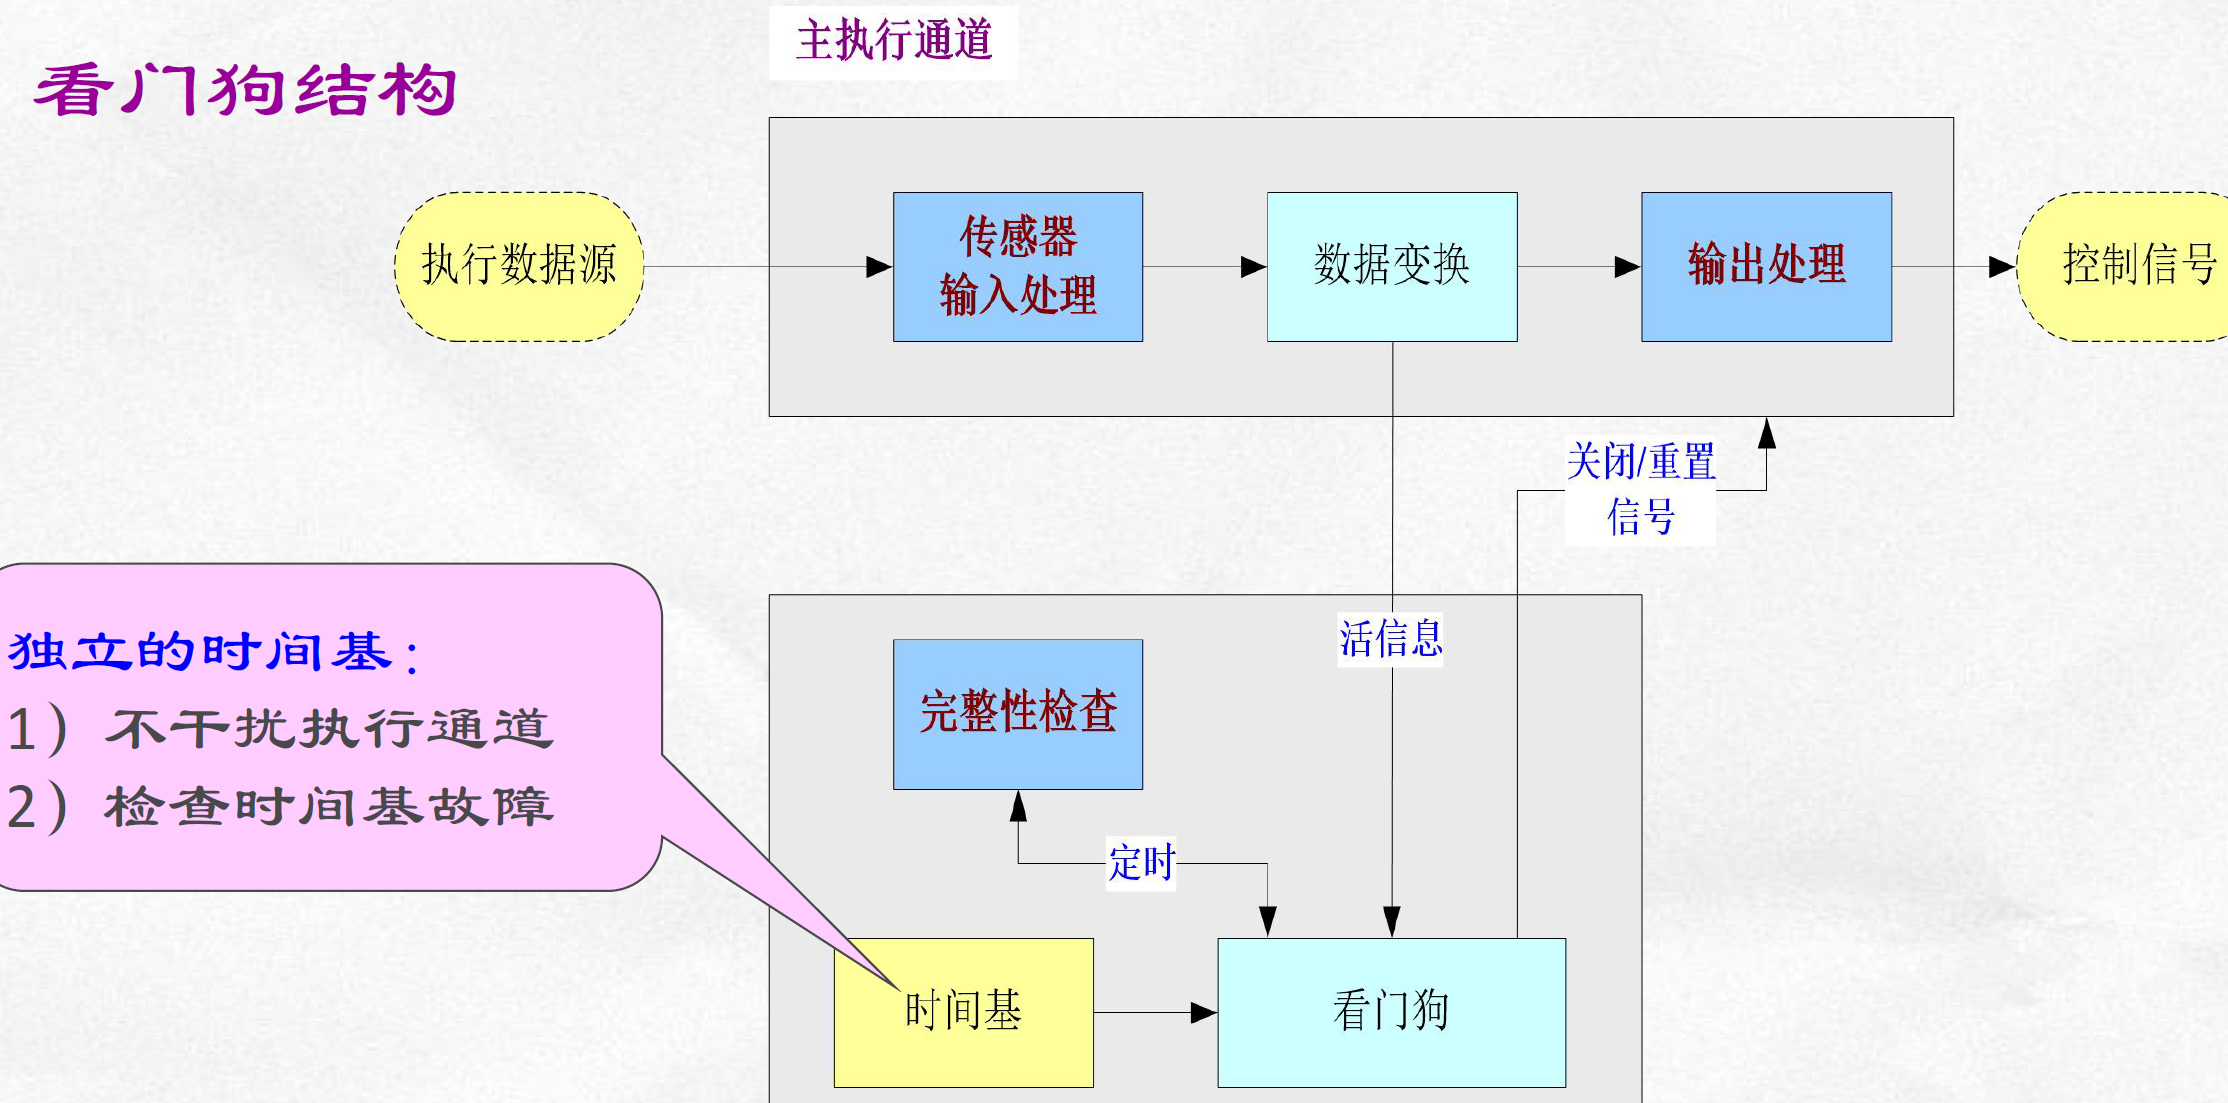 主执行通道
看门狗结构
执行数据源
传感器
输入处理
数据变换
输出处理
控制信号
关闭/重置
信号
活信息
独立的时间基：
1）不干扰执行通道
2）检查时间基故障
完整性检查
定时
时间基
看门狗